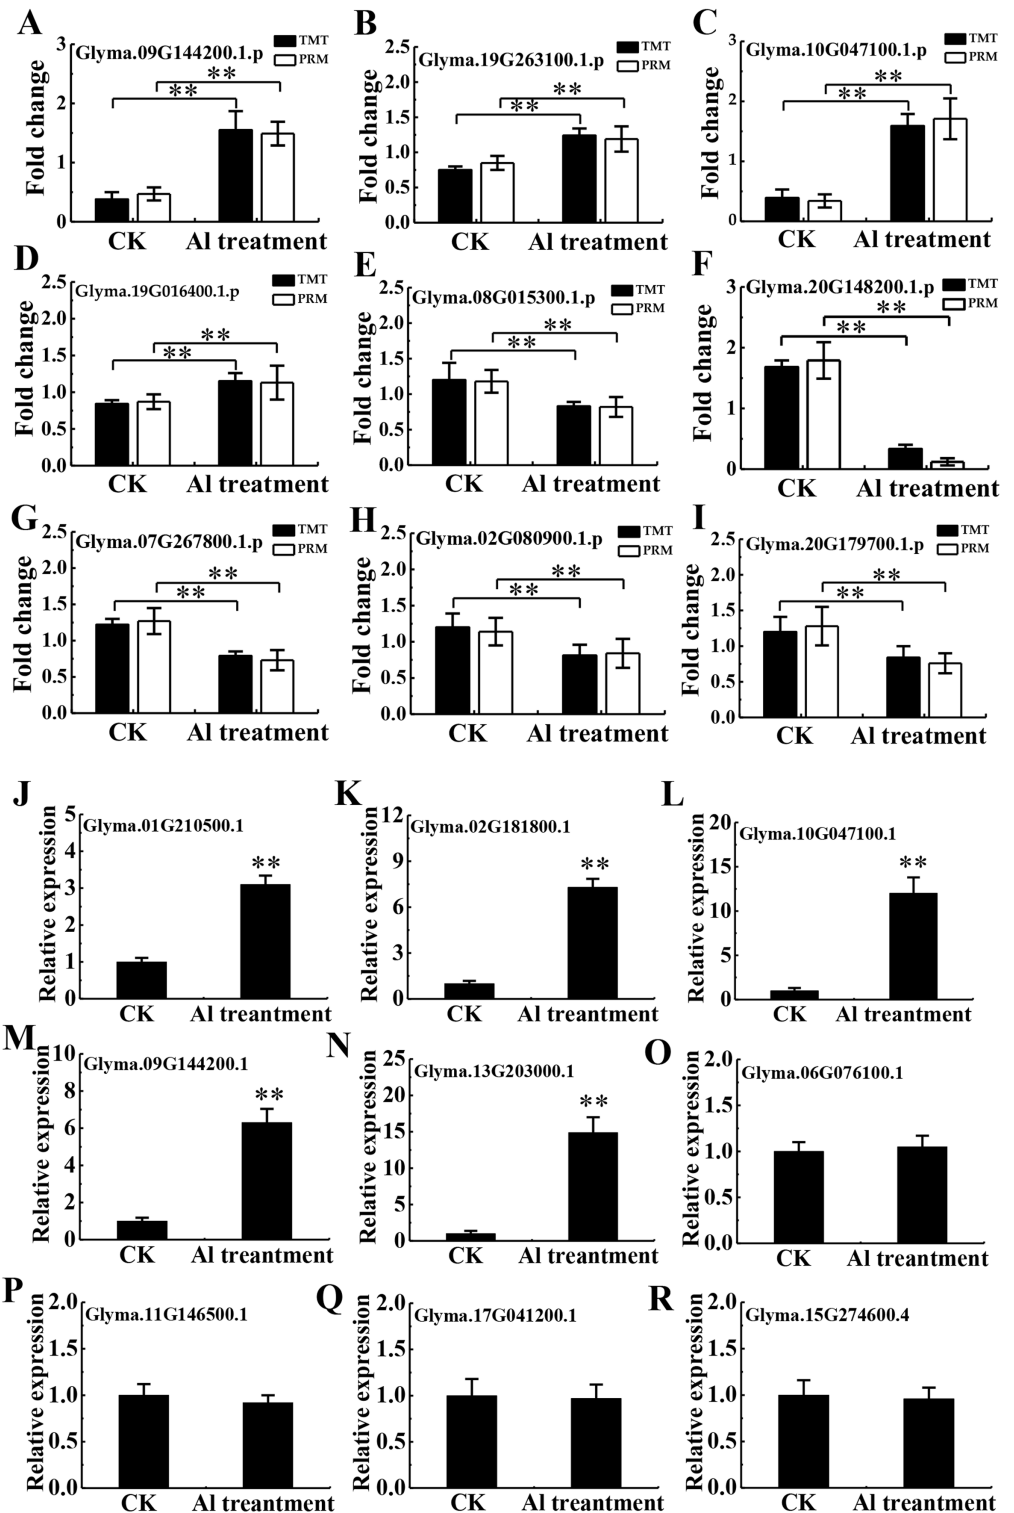 A
Glyma.09G144200.1.p
TMT
PRM
**
**
Fold change
3
2
1
0
CK
Al treatment
B
Glyma.19G263100.1.p
TMT
PRM
**
**
Fold change
2.5
2.0
1.5
1.0
0.5
0.0
CK
Al treatment
C
Glyma.10G047100.1.p
TMT
PRM
**
**
Fold change
3
2
1
0
CK
Al treatment
D
Glyma.19G016400.1.p
TMT
PRM
**
**
Fold change
2.5
2.0
1.5
1.0
0.5
0.0
CK
Al treatment
E
Glyma.08G015300.1.p
TMT
PRM
**
**
Fold change
2.5
2.0
1.5
1.0
0.5
0.0
CK
Al treatment
F
Glyma.20G148200.1.p
TMT
PRM
**
**
Fold change
3
2
1
0
CK
Al treatment
G
Glyma.07G267800.1.p
TMT
PRM
**
**
Fold change
2.5
2.0
1.5
1.0
0.5
0.0
CK
Al treatment
H
Glyma.02G080900.1.p
TMT
PRM
**
**
Fold change
2.5
2.0
1.5
1.0
0.5
0.0
CK
Al treatment
I
Glyma.20G179700.1.p
TMT
PRM
**
**
Fold change
2.5
2.0
1.5
1.0
0.5
0.0
CK
Al treatment
J
Glyma.01G210500.1
**
Relative expression
5
4
3
2
1
0
CK
Al treantment
K
Glyma.02G181800.1
**
Relative expression
12
9
6
3
0
CK
Al treantment
L
Glyma.10G047100.1
**
Relative expression
20
15
10
5
0
CK
Al treantment
M
Glyma.09G144200.1
**
Relative expression
10
8
6
4
2
0
CK
Al treantment
N
Glyma.13G203000.1
**
Relative expression
25
20
15
10
5
0
CK
Al treantment
O
Glyma.06G076100.1
Relative expression
2.0
1.5
1.0
0.5
0.0
CK
Al treantment
P
Glyma.11G146500.1
Relative expression
2.0
1.5
1.0
0.5
0.0
CK
Al treantment
Q
Glyma.17G041200.1
Relative expression
2.0
1.5
1.0
0.5
0.0
CK
Al treantment
R
Glyma.15G274600.4
Relative expression
2.0
1.5
1.0
0.5
0.0
CK
Al treantment